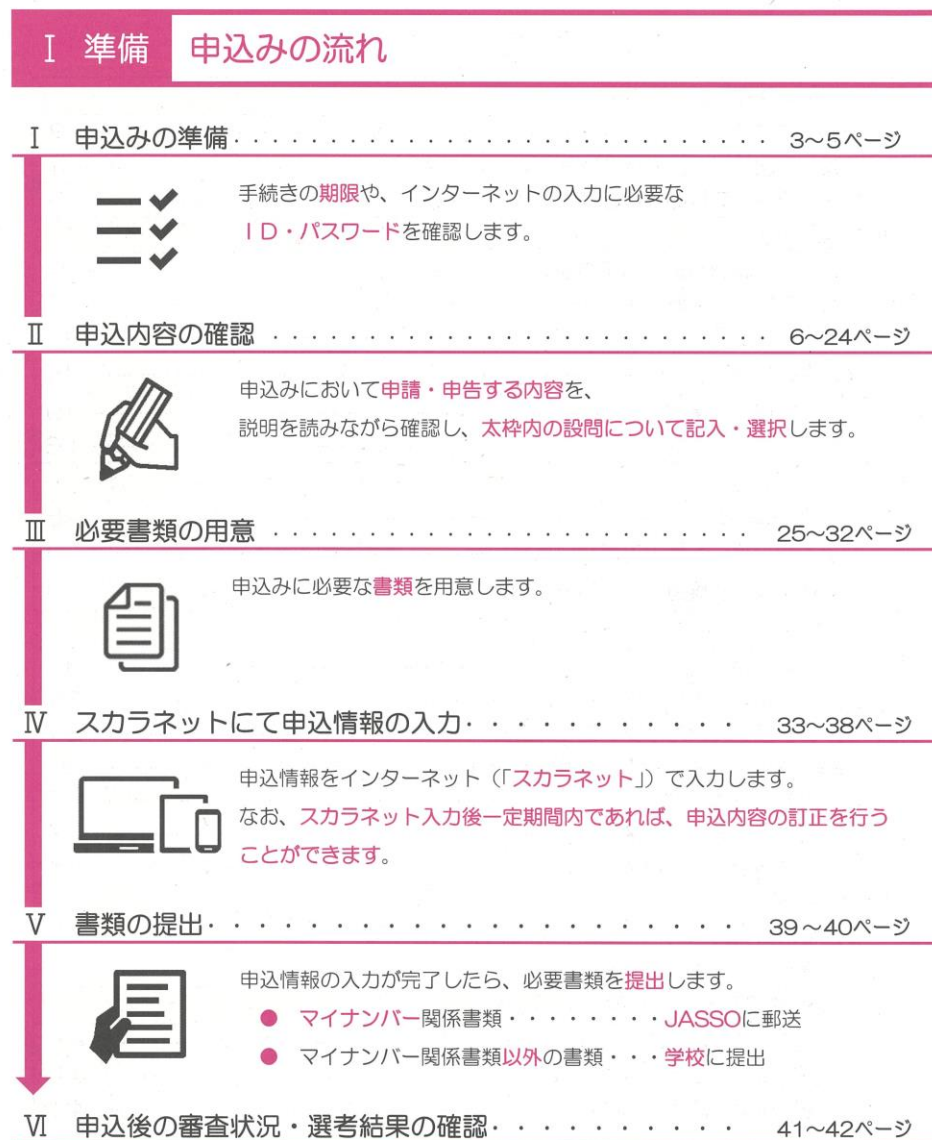 Ⅰ 準備 申込みの流れ
Ⅰ 申込みの準備・・・・・・・・・・・・・・・・・・・・・・・・・・・・ 3～5ページ
手続きの期限や、インターネットの入力に必要な
ＩＤ・パスワードを確認します。
Ⅱ 申込内容の確認 ・・・・・・・・・・・・・・・・・・・・・・・・・・ 6～24ページ
申込みにおいて申請・申告する内容を、
説明を読みながら確認し、太枠内の設問について記入・選択します。
Ⅲ 必要書類の用意 ・・・・・・・・・・・・・・・・・・・・・・・・・ 25～32ページ
申込みに必要な書類を用意します。
Ⅳ スカラネットにて申込情報の入力・・・・・・・・・・・ 33～38ページ
申込情報をインターネット（「スカラネット」）で入力します。
なお、スカラネット入力後一定期間内であれば、申込内容の訂正を行う
ことができます。
Ⅴ 書類の提出・・・・・・・・・・・・・・・・・・・・・ 39～40ページ
申込情報の入力が完了したら、必要書類を提出します。
● マイナンバー関係書類・・・・・・・・JASSOに郵送
● マイナンバー関係書類以外の書類・・・学校に提出
Ⅵ 申込後の審査状況・選考結果の確認・・・・・・・・・・ 41～42ページ